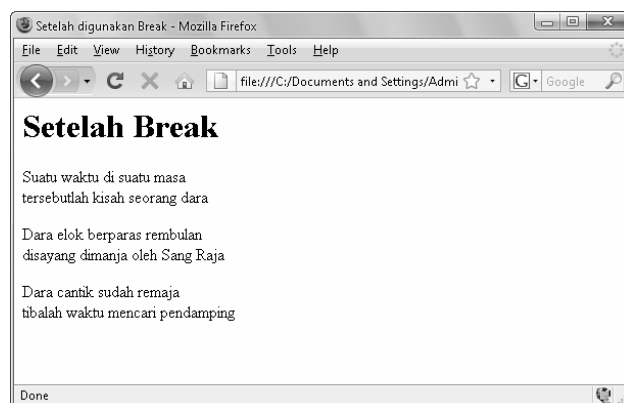 Setelah digunakan Break - Mozilla Firefox
File Edit View History Bookmarks Tools Help
file:///C:/Documents and Settings/Admi G Google
Setelah Break
Suatu waktu di suatu masa
tersebutlah kisah seorang dara
Dara elok berparas rembulan
disayang dimanja oleh Sang Raja
Dara cantik sudah remaja
tibalah waktu mencari pendamping
Done